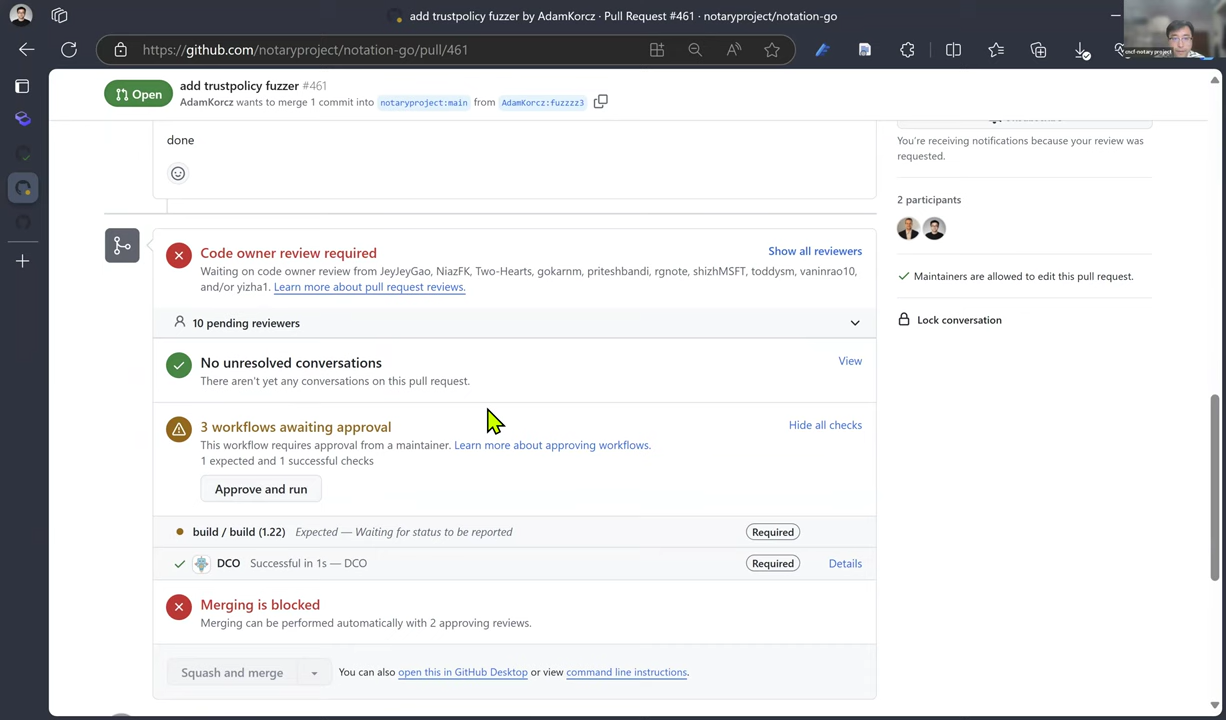 add trustpolicy fuzzer by AdamKorcz · Pull Request #461 · notaryproject/notation-go
https://github.com/notaryproject/notation-go/pull/461
cncf-notary project
Open
add trustpolicy fuzzer #461
AdamKorcz wants to merge 1 commit into notaryproject:main from AdamKorcz:fuzzzz3
done
You're receiving notifications because your review was
requested.
2 participants
Maintainers are allowed to edit this pull request.
Lock conversation
Code owner review required
Show all reviewers
Waiting on code owner review from JeyJeyGao, NiazFK, Two-Hearts, gokarnm, priteshbandi, rgnote, shizhMSFT, toddysm, vaninrao10,
and/or yizha1. Learn more about pull request reviews.
10 pending reviewers
No unresolved conversations
View
There aren't yet any conversations on this pull request.
3 workflows awaiting approval
Hide all checks
This workflow requires approval from a maintainer. Learn more about approving workflows.
1 expected and 1 successful checks
Approve and run
build / build (1.22) Expected — Waiting for status to be reported Required
DCO Successful in 1s — DCO Required Details
Merging is blocked
Merging can be performed automatically with 2 approving reviews.
Squash and merge
You can also open this in GitHub Desktop or view command line instructions.